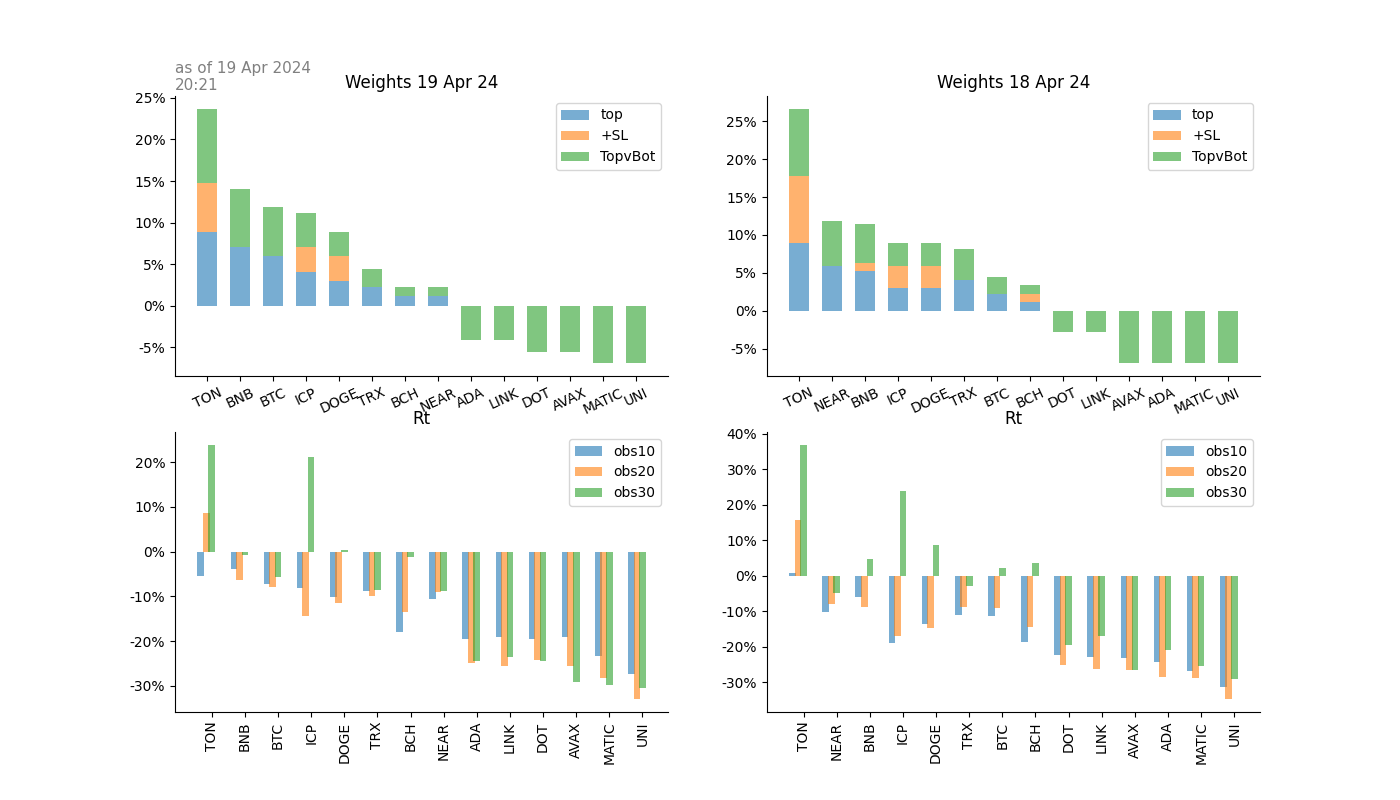 as of 19 Apr 2024
20:21
Weights 19 Apr 24
25%
20%
15%
10%
5%
0%
-5%
top
+SL
TopvBot
TON
BNB
BTC
ICP
DOGE
TRX
BCH
NEAR
ADA
LINK
DOT
AVAX
MATIC
UNI
Weights 18 Apr 24
25%
20%
15%
10%
5%
0%
-5%
top
+SL
TopvBot
TON
NEAR
BNB
ICP
DOGE
TRX
BTC
BCH
DOT
LINK
AVAX
ADA
MATIC
UNI
Rt
20%
10%
0%
-10%
-20%
-30%
obs10
obs20
obs30
TON
BNB
BTC
ICP
DOGE
TRX
BCH
NEAR
ADA
LINK
DOT
AVAX
MATIC
UNI
Rt
40%
30%
20%
10%
0%
-10%
-20%
-30%
obs10
obs20
obs30
TON
NEAR
BNB
ICP
DOGE
TRX
BTC
BCH
DOT
LINK
AVAX
ADA
MATIC
UNI